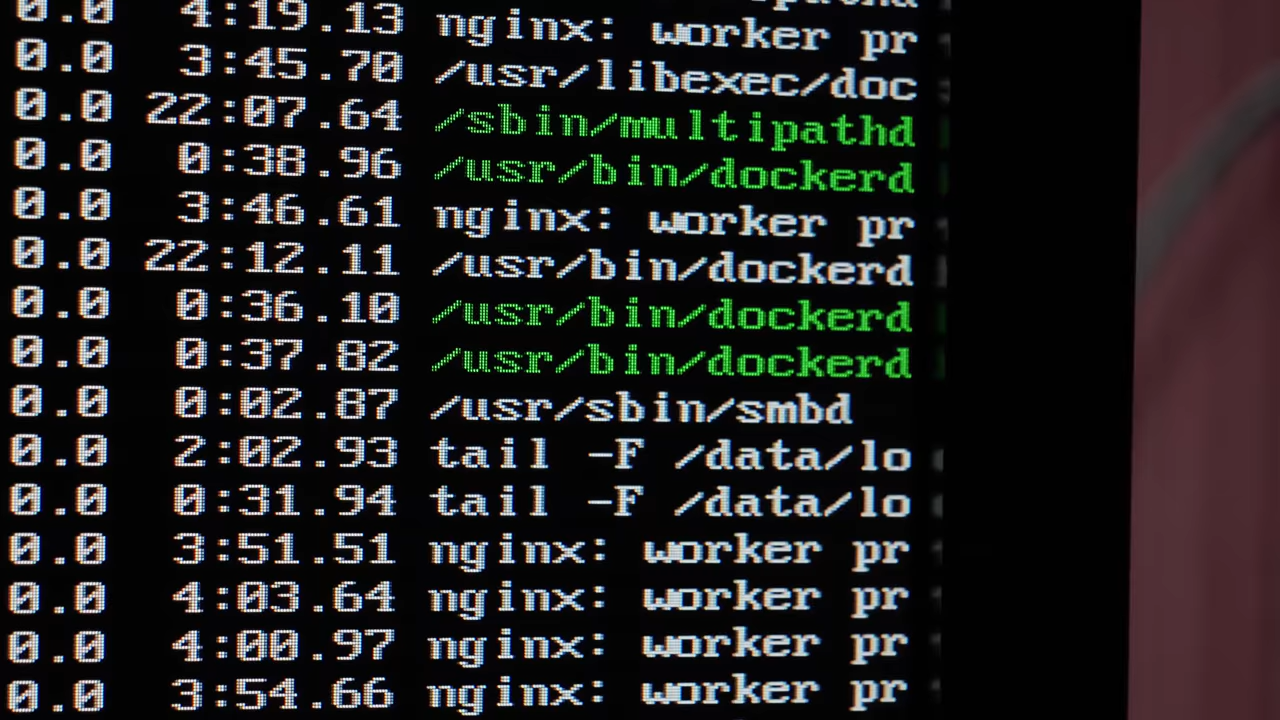 0.0 4:19.13 nginx: worker pr
0.0 3:45.70 /usr/libexec/doc
0.0 22:07.64 /sbin/multipathd
0.0 0:38.96 /usr/bin/dockerd
0.0 3:46.61 nginx: worker pr
0.0 22:12.11 /usr/bin/dockerd
0.0 0:36.10 /usr/bin/dockerd
0.0 0:37.82 /usr/bin/dockerd
0.0 0:02.87 /usr/sbin/smbd
0.0 2:02.93 tail -F /data/lo
0.0 0:31.94 tail -F /data/lo
0.0 3:51.51 nginx: worker pr
0.0 4:03.64 nginx: worker pr
0.0 4:00.97 nginx: worker pr
0.0 3:54.66 nginx: worker pr